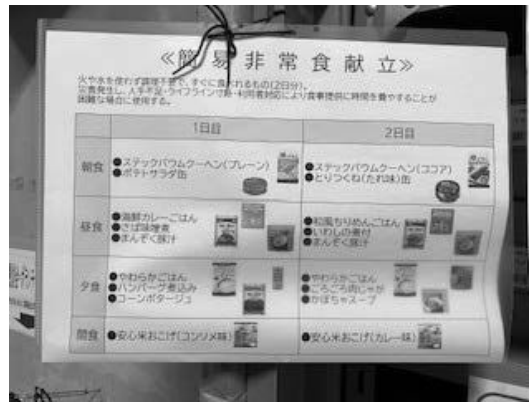 ≪簡易非常食献立≫
火や水を使わず調理不要で、すぐに食べれるもの(2日分)。
災害発生し、人手不足・ライフライン寸断・利用者対応により食事提供に時間を費やすことが
困難な場合に使用する。
1日目
2日目
朝食
●ステックバウムクーヘン(プレーン)
●ポテトサラダ缶
●ステックバウムクーヘン(ココア)
●とりつくね(たれ味)缶
昼食
●海鮮カレーごはん
●さば味噌煮
●まんぞく豚汁
●和風ちりめんごはん
●いわしの煮付
●まんぞく豚汁
夕食
●やわらかごはん
●ハンバーグ煮込み
●コーンポタージュ
●やわらかごはん
●ごろごろ肉じゃが
●かぼちゃスープ
間食
●安心米おこげ(コンソメ味)
●安心米おこげ(カレー味)